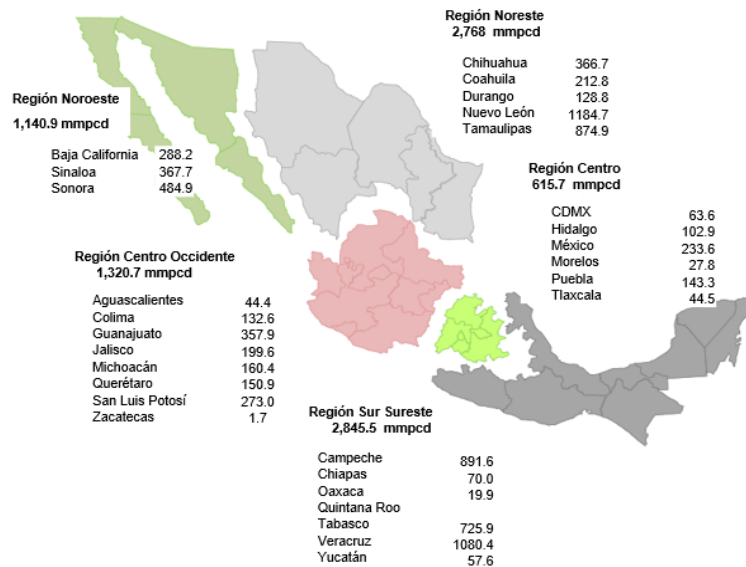 Región Noreste
2,768 mmpcd
Chihuahua 366.7
Coahuila 212.8
Durango 128.8
Nuevo León 1184.7
Tamaulipas 874.9
Región Noroeste
1,140.9 mmpcd
Baja California 288.2
Sinaloa 367.7
Sonora 484.9
Región Centro
615.7 mmpcd
CDMX 63.6
Hidalgo 102.9
México 233.6
Morelos 27.8
Puebla 143.3
Tlaxcala 44.5
Región Centro Occidente
1,320.7 mmpcd
Aguascalientes 44.4
Colima 132.6
Guanajuato 357.9
Jalisco 199.6
Michoacán 160.4
Querétaro 150.9
San Luis Potosí 273.0
Zacatecas 1.7
Región Sur Sureste
2,845.5 mmpcd
Campeche 891.6
Chiapas 70.0
Oaxaca 19.9
Quintana Roo
Tabasco 725.9
Veracruz 1080.4
Yucatán 57.6